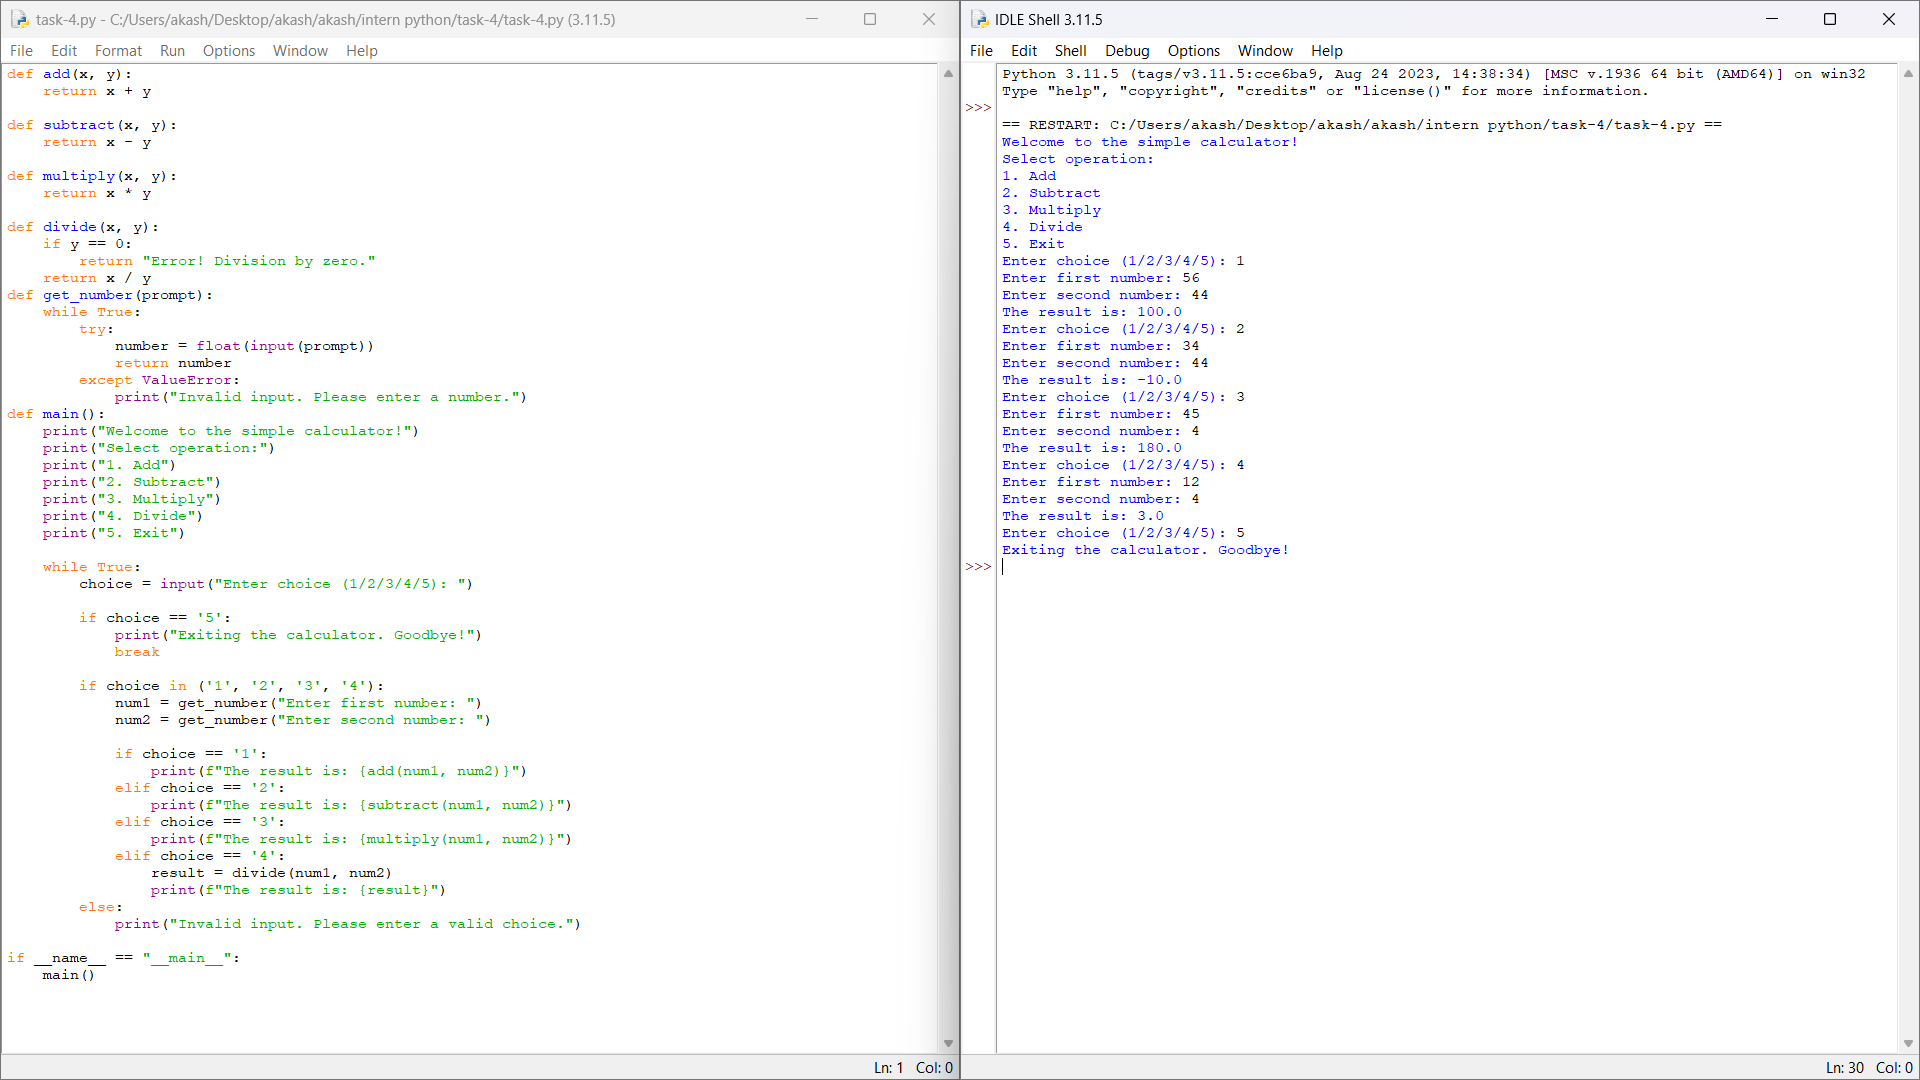 task-4.py - C:/Users/akash/Desktop/akash/akash/intern python/task-4/task-4.py (3.11.5)
File Edit Format Run Options Window Help
def add(x, y):
    return x + y

def subtract(x, y):
    return x - y

def multiply(x, y):
    return x * y

def divide(x, y):
    if y == 0:
        return "Error! Division by zero."
    return x / y
def get_number(prompt):
    while True:
        try:
            number = float(input(prompt))
            return number
        except ValueError:
            print("Invalid input. Please enter a number.")
def main():
    print("Welcome to the simple calculator!")
    print("Select operation:")
    print("1. Add")
    print("2. Subtract")
    print("3. Multiply")
    print("4. Divide")
    print("5. Exit")

    while True:
        choice = input("Enter choice (1/2/3/4/5): ")

        if choice == '5':
            print("Exiting the calculator. Goodbye!")
            break

        if choice in ('1', '2', '3', '4'):
            num1 = get_number("Enter first number: ")
            num2 = get_number("Enter second number: ")

            if choice == '1':
                print(f"The result is: {add(num1, num2)}")
            elif choice == '2':
                print(f"The result is: {subtract(num1, num2)}")
            elif choice == '3':
                print(f"The result is: {multiply(num1, num2)}")
            elif choice == '4':
                result = divide(num1, num2)
                print(f"The result is: {result}")
        else:
            print("Invalid input. Please enter a valid choice.")

if __name__ == "__main__":
    main()
Ln: 1 Col: 0
IDLE Shell 3.11.5
File Edit Shell Debug Options Window Help
Python 3.11.5 (tags/v3.11.5:cce6ba9, Aug 24 2023, 14:38:34) [MSC v.1936 64 bit (AMD64)] on win32
Type "help", "copyright", "credits" or "license()" for more information.
>>>
== RESTART: C:/Users/akash/Desktop/akash/akash/intern python/task-4/task-4.py ==
Welcome to the simple calculator!
Select operation:
1. Add
2. Subtract
3. Multiply
4. Divide
5. Exit
Enter choice (1/2/3/4/5): 1
Enter first number: 56
Enter second number: 44
The result is: 100.0
Enter choice (1/2/3/4/5): 2
Enter first number: 34
Enter second number: 44
The result is: -10.0
Enter choice (1/2/3/4/5): 3
Enter first number: 45
Enter second number: 4
The result is: 180.0
Enter choice (1/2/3/4/5): 4
Enter first number: 12
Enter second number: 4
The result is: 3.0
Enter choice (1/2/3/4/5): 5
Exiting the calculator. Goodbye!
>>>
Ln: 30 Col: 0